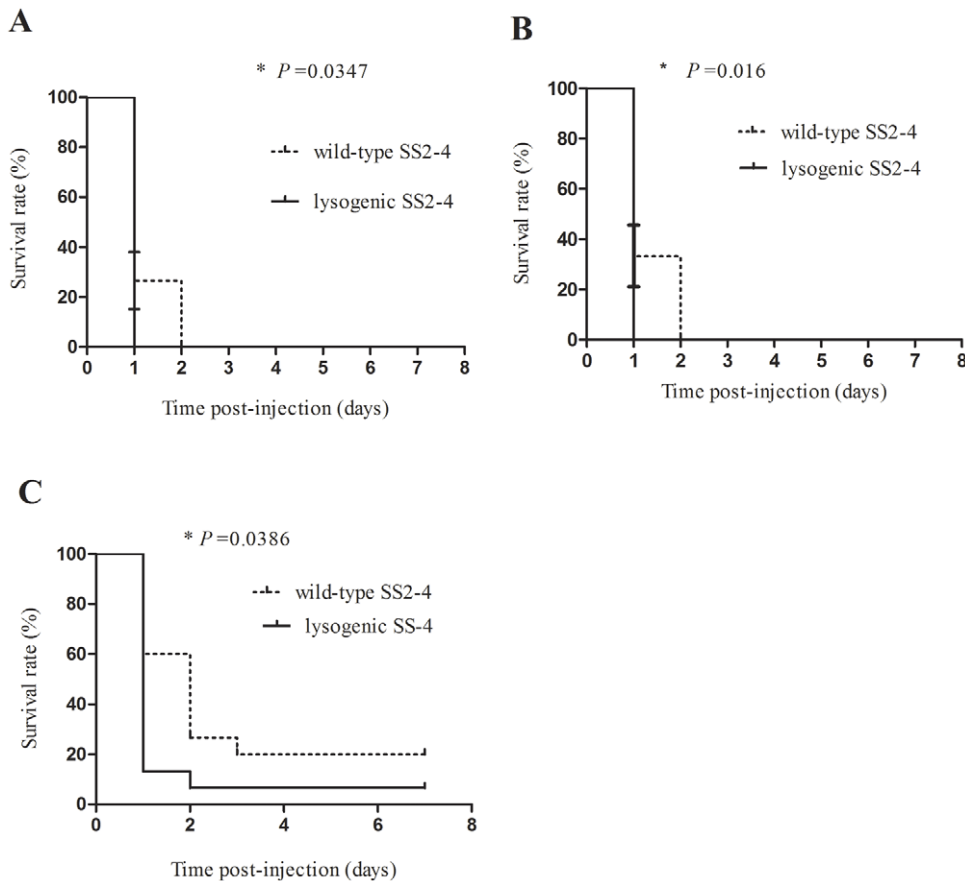 A
* P=0.0347
100
80
60
40
20
0
Survival rate (%)
wild-type SS2-4
lysogenic SS2-4
0 1 2 3 4 5 6 7 8
Time post-injection (days)
B
* P=0.016
100
80
60
40
20
0
Survival rate (%)
wild-type SS2-4
lysogenic SS2-4
0 1 2 3 4 5 6 7 8
Time post-injection (days)
C
* P=0.0386
100
80
60
40
20
0
Survival rate (%)
wild-type SS2-4
lysogenic SS-4
0 2 4 6 8
Time post-injection (days)